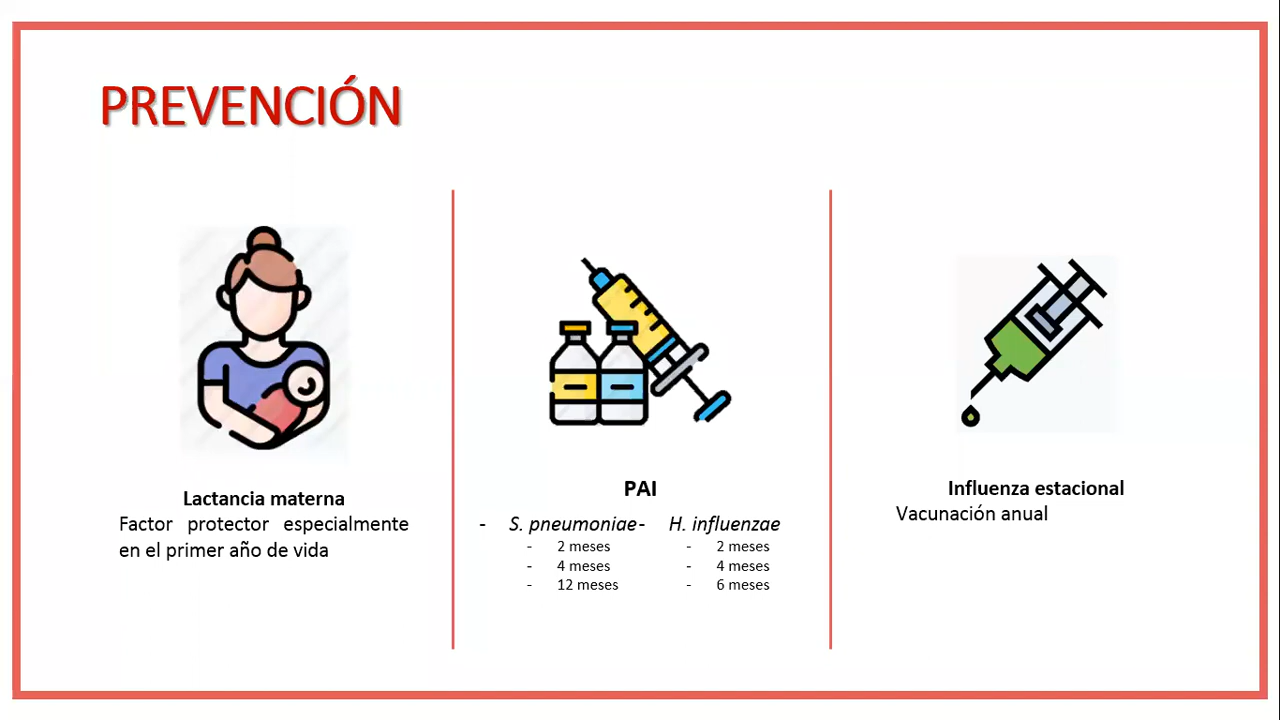 PREVENCIÓN
Lactancia materna
Factor protector especialmente
en el primer año de vida
PAI
- S. pneumoniae
- 2 meses
- 4 meses
- 12 meses
- H. influenzae
- 2 meses
- 4 meses
- 6 meses
Influenza estacional
Vacunación anual